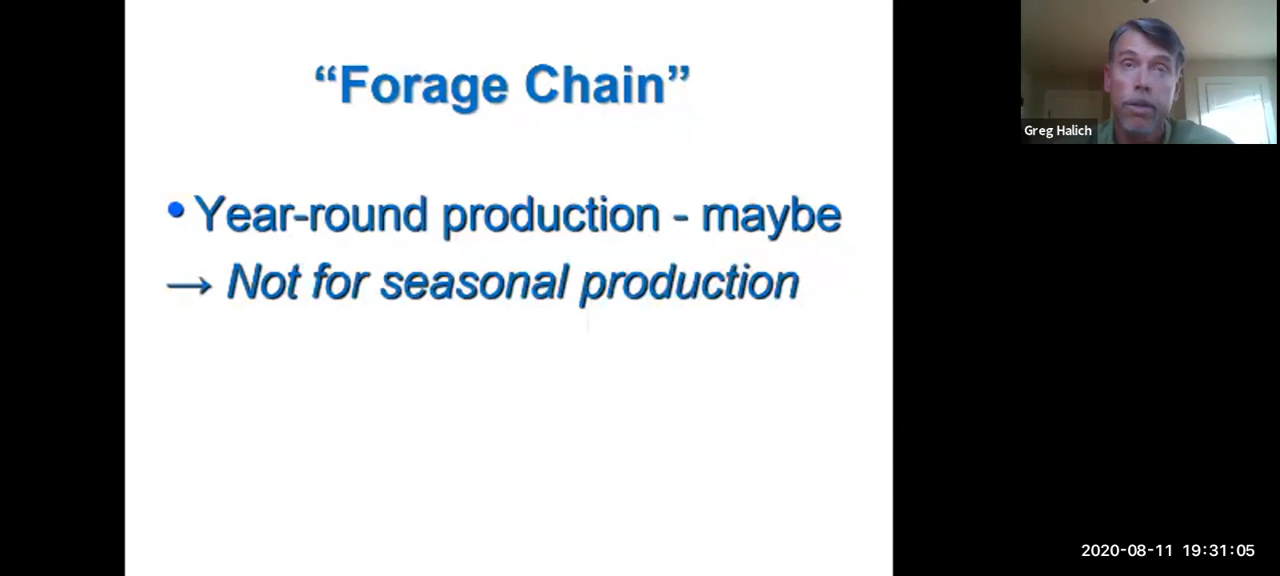 “Forage Chain”
• Year-round production - maybe
→ Not for seasonal production
Greg Halich
2020-08-11 19:31:05